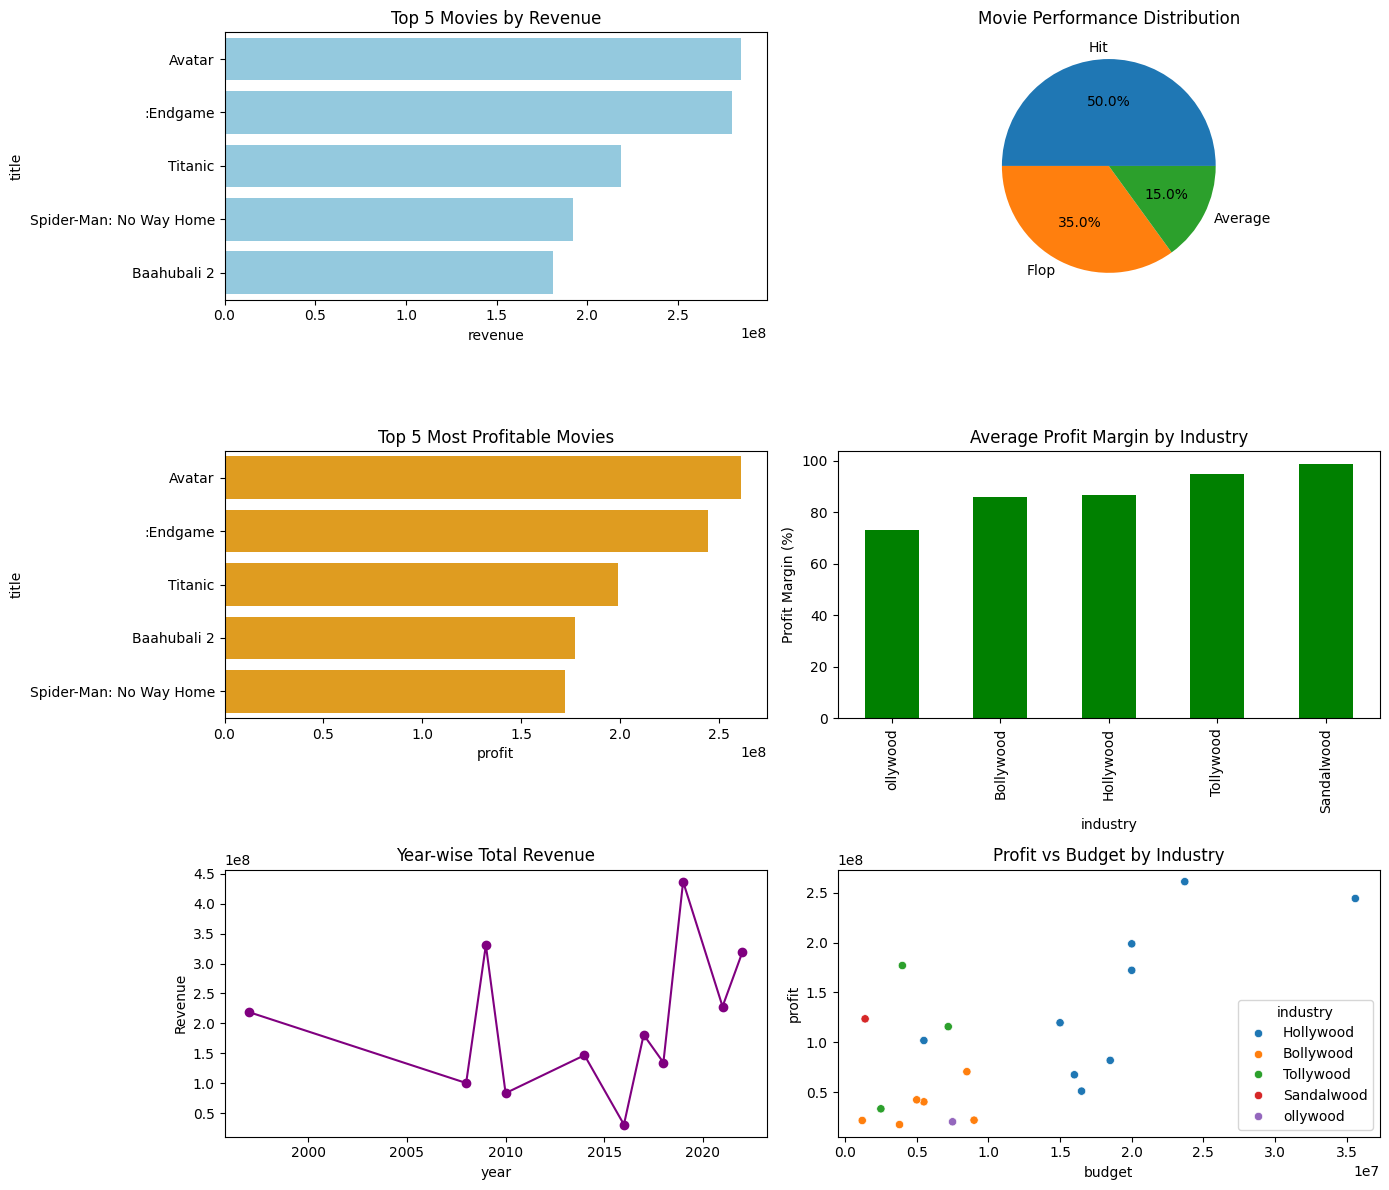 Top 5 Movies by Revenue
title
Avatar
:Endgame
Titanic
Spider-Man: No Way Home
Baahubali 2
0.0 0.5 1.0 1.5 2.0 2.5
1e8
revenue
Movie Performance Distribution
Hit
50.0%
35.0%
15.0%
Flop
Average
Top 5 Most Profitable Movies
title
Avatar
:Endgame
Titanic
Baahubali 2
Spider-Man: No Way Home
0.0 0.5 1.0 1.5 2.0 2.5
1e8
profit
Average Profit Margin by Industry
Profit Margin (%)
100
80
60
40
20
0
ollywood
Bollywood
Hollywood
Tollywood
Sandalwood
industry
Year-wise Total Revenue
1e8
Revenue
4.5
4.0
3.5
3.0
2.5
2.0
1.5
1.0
0.5
2000 2005 2010 2015 2020
year
Profit vs Budget by Industry
1e8
profit
2.5
2.0
1.5
1.0
0.5
industry
Hollywood
Bollywood
Tollywood
Sandalwood
ollywood
0.0 0.5 1.0 1.5 2.0 2.5 3.0 3.5
1e7
budget